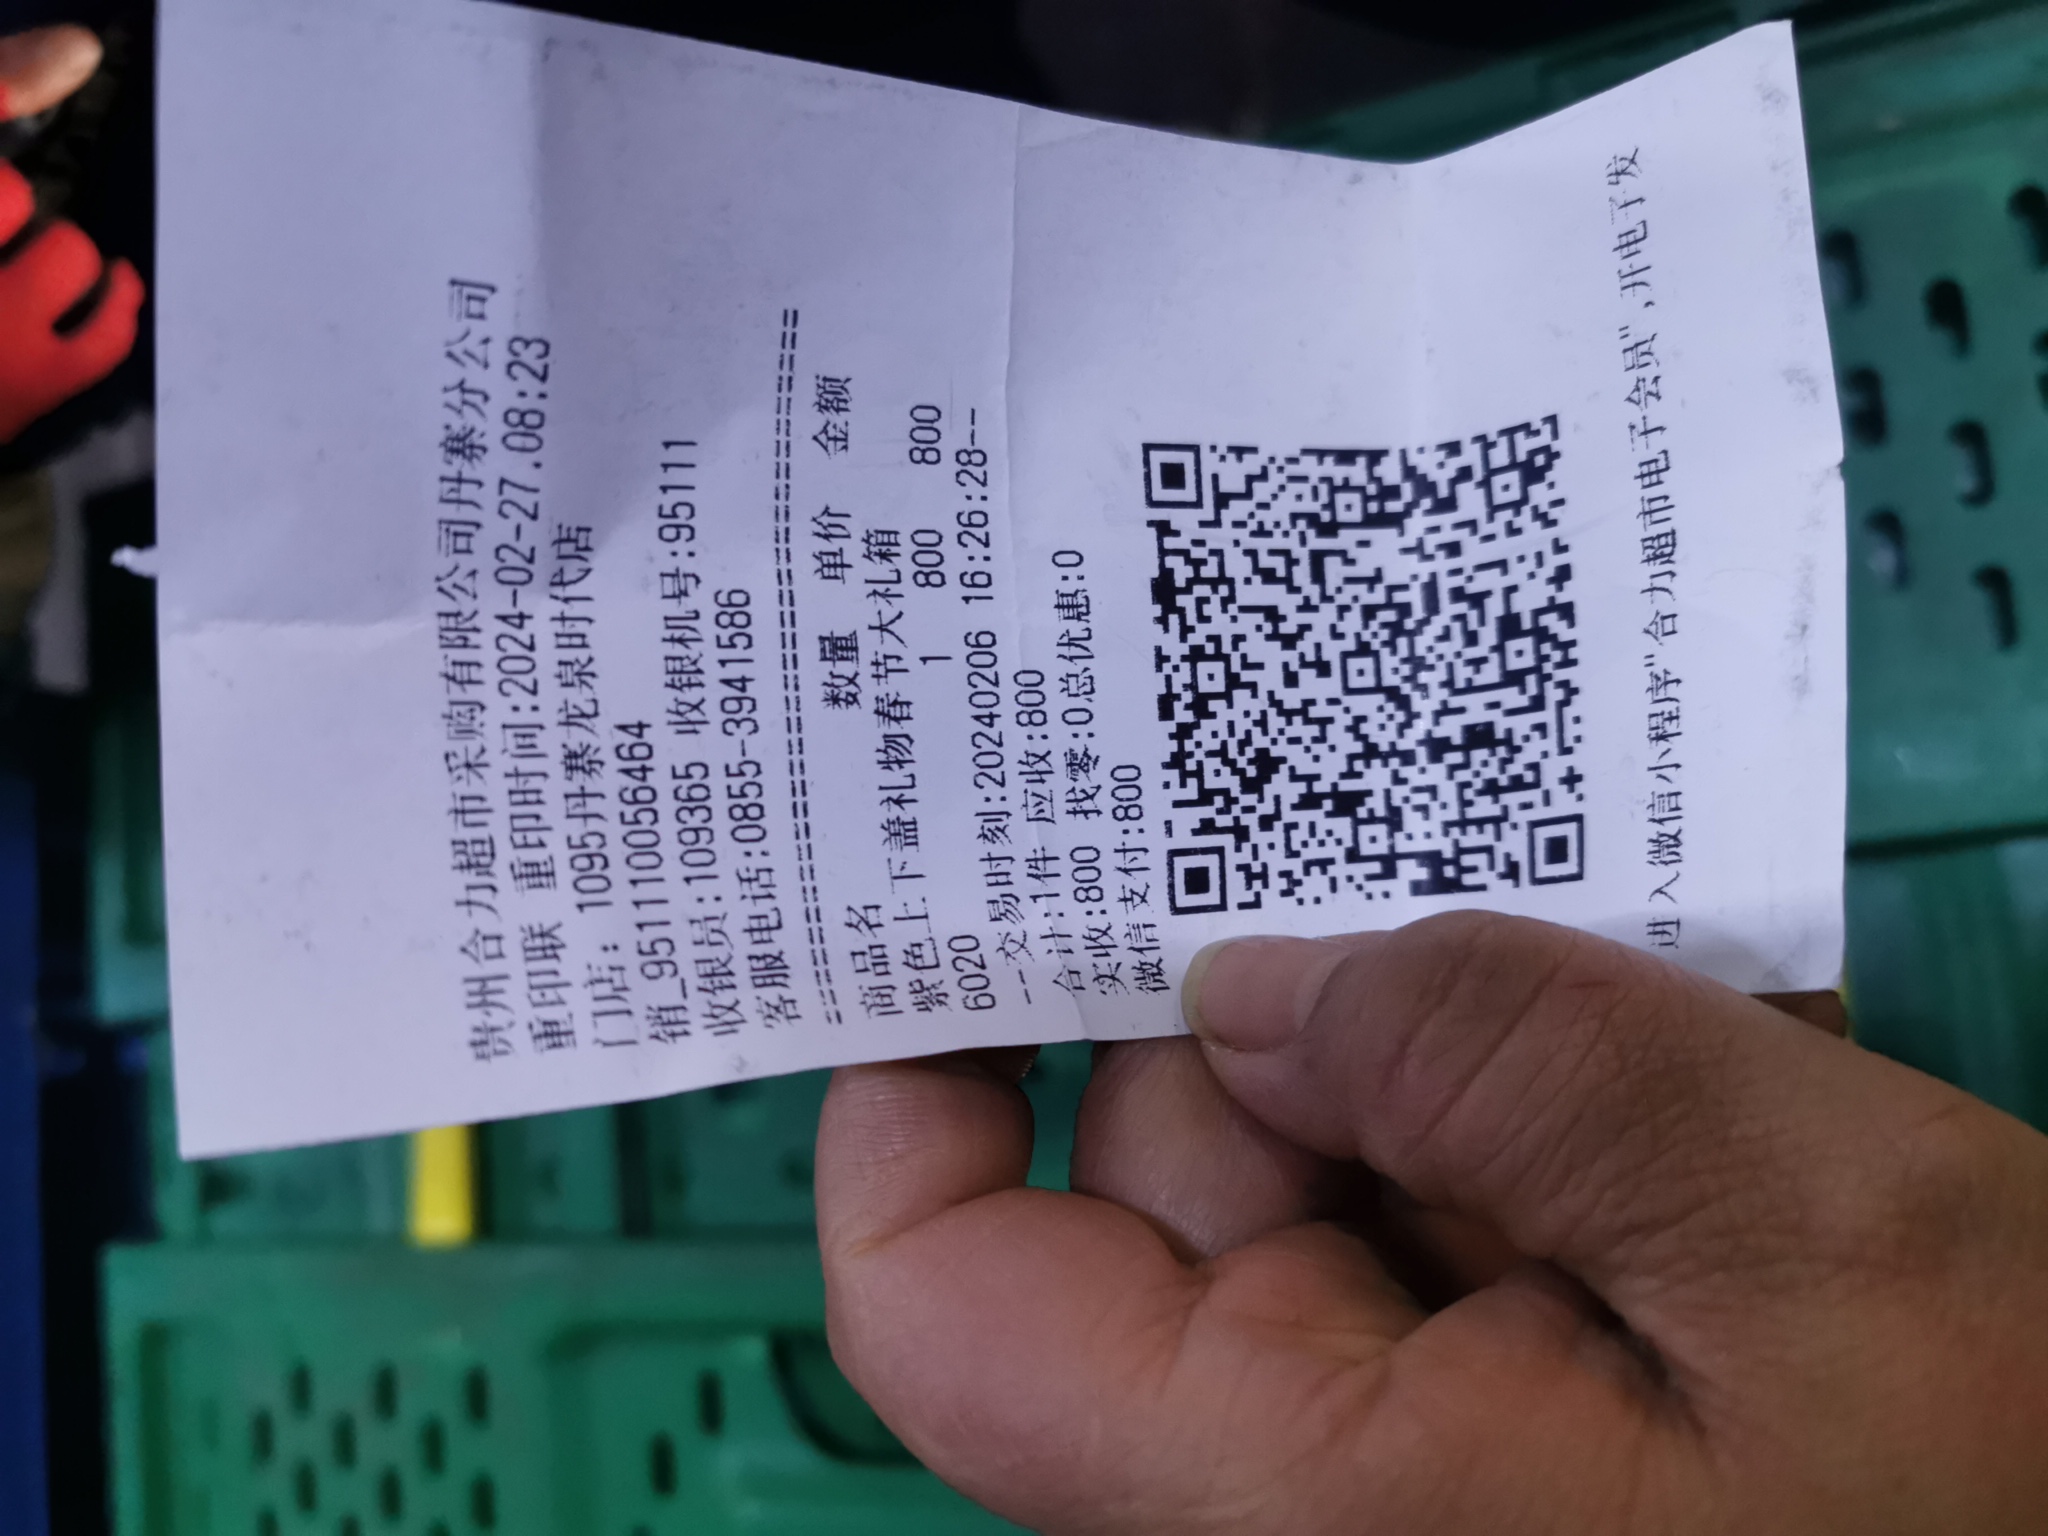 贵州合力超市采购有限公司丹寨分公司
重印联 重印时间:2024-02-27.08:23
门店: 1095丹寨龙泉时代店
销_9511100056464
收银员:109365 收银机号:95111
客服电话:0855-3941586
================================
商品名 数量 单价 金额
紫色上下盖礼物春节大礼箱
6020 1 800 800
--交易时刻:20240206 16:26:28--
合计:1件 应收:800
实收:800 找零:0总优惠:0
微信支付:800
进入微信小程序"合力超市电子会员",开电子发